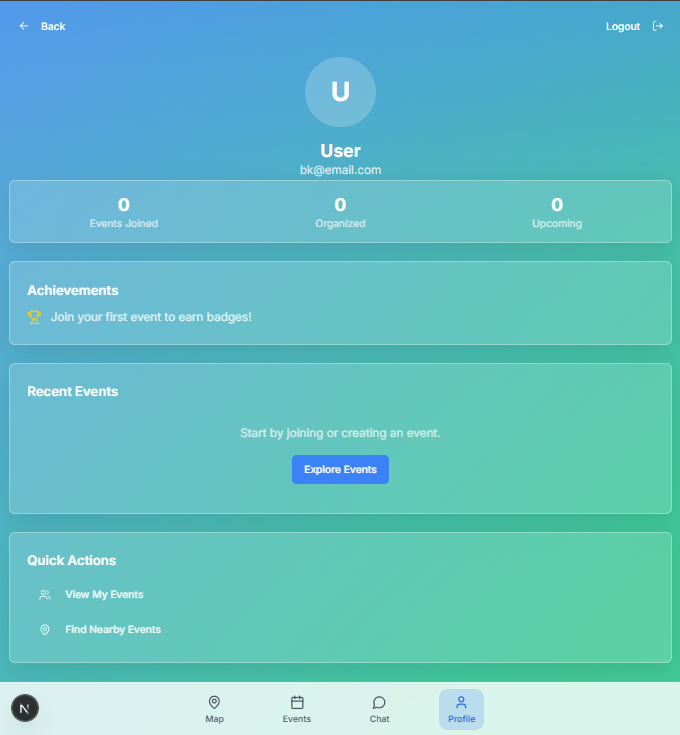 Back
Logout
U
User
bk@email.com
0 0 0
Events Joined Organized Upcoming
Achievements
Join your first event to earn badges!
Recent Events
Start by joining or creating an event.
Explore Events
Quick Actions
View My Events
Find Nearby Events
N
Map Events Chat Profile